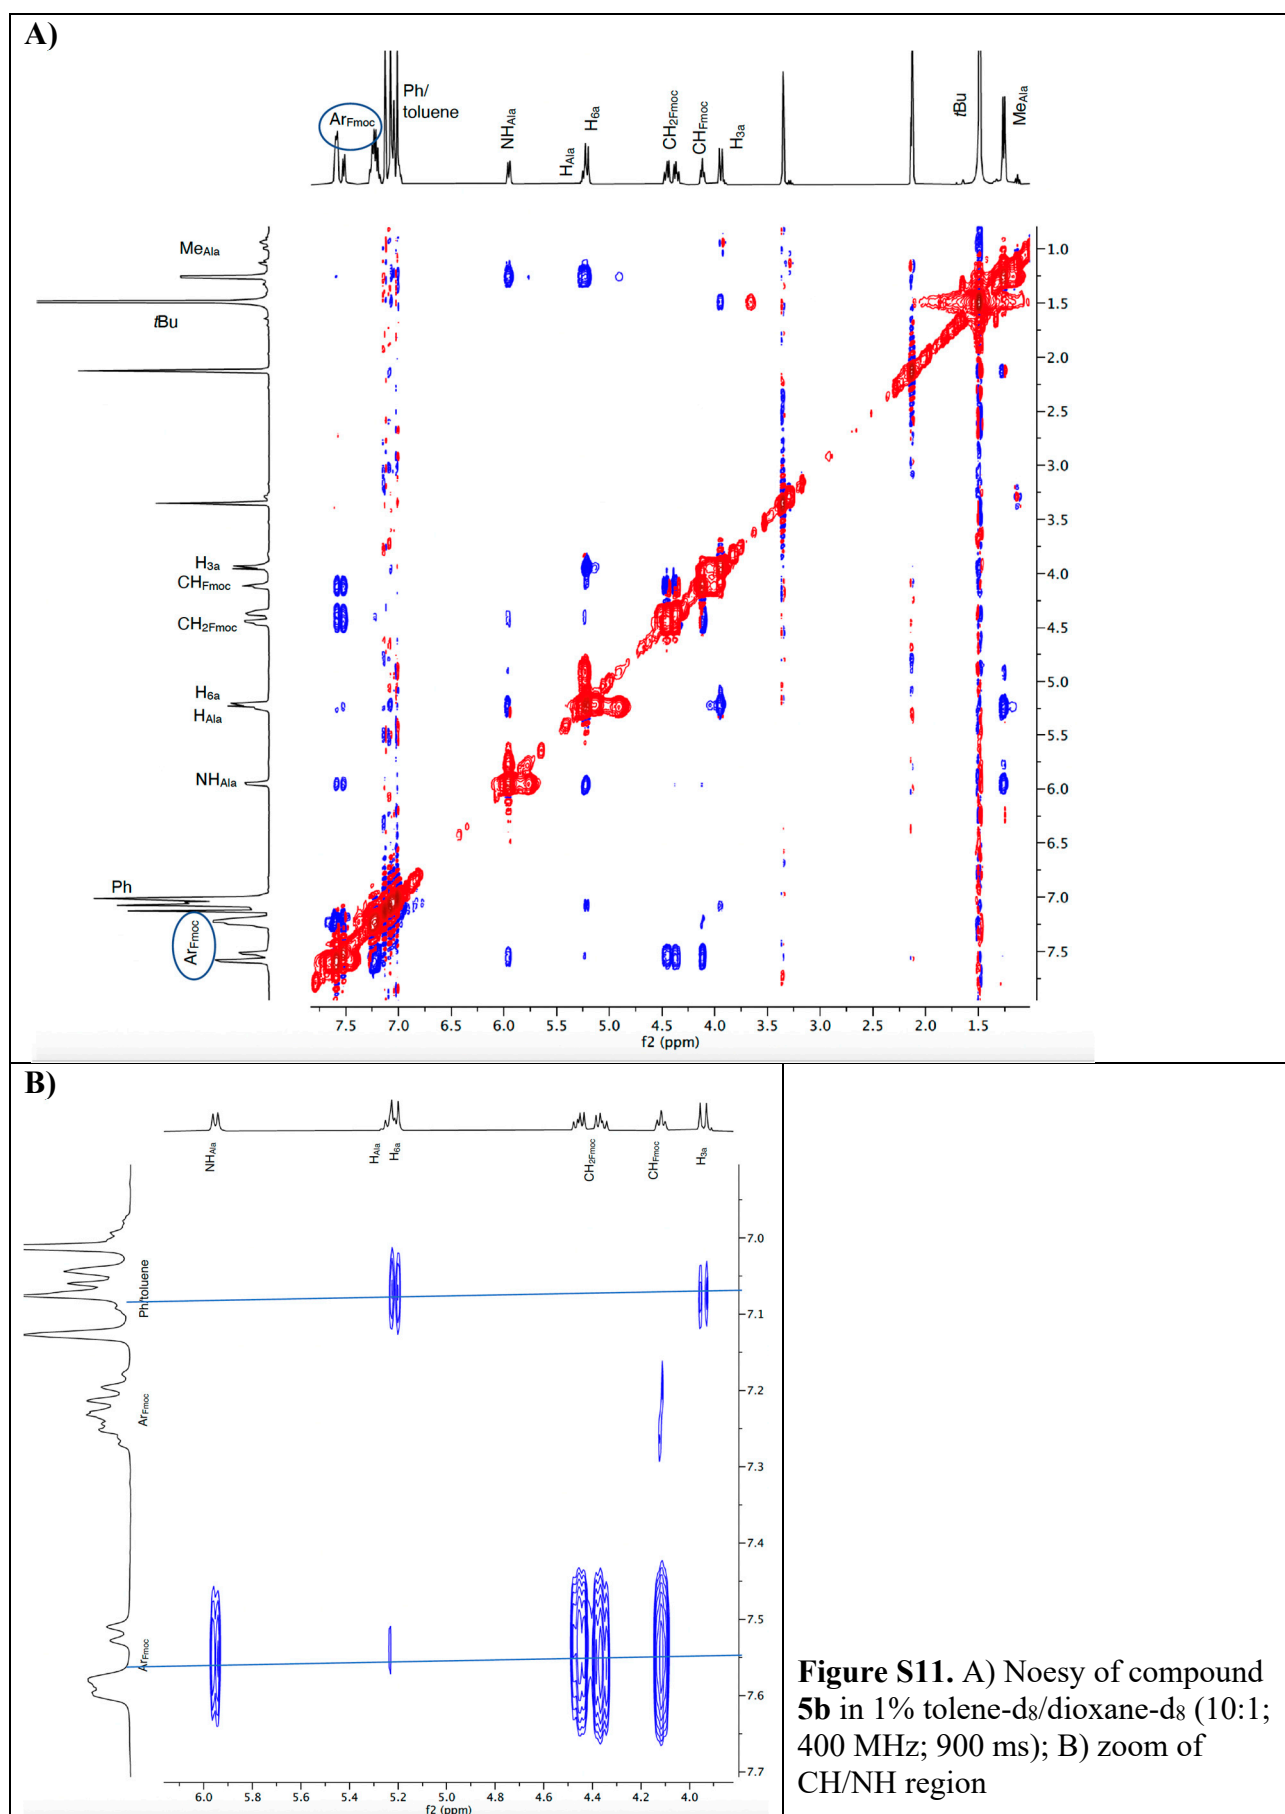 A)
ArFmoc
Ph/
toluene
NHAla
HAla
H6a
CH2Fmoc
CHFmoc
H3a
tBu
MeAla
MeAla
tBu
H3a
CHFmoc
CH2Fmoc
H6a
HAla
NHAla
Ph
ArFmoc
1.0
1.5
2.0
2.5
3.0
3.5
4.0
4.5
5.0
5.5
6.0
6.5
7.0
7.5
7.5 7.0 6.5 6.0 5.5 5.0 4.5 4.0 3.5 3.0 2.5 2.0 1.5
f2 (ppm)
B)
NHAla
HAla
H6a
CH2Fmoc
CHFmoc
H3a
Ph/toluene
ArFmoc
ArFmoc
7.0
7.1
7.2
7.3
7.4
7.5
7.6
7.7
6.0 5.8 5.6 5.4 5.2 5.0 4.8 4.6 4.4 4.2 4.0
f2 (ppm)
Figure S11. A) Noesy of compound
5b in 1% tolene-d8/dioxane-d8 (10:1;
400 MHz; 900 ms); B) zoom of
CH/NH region